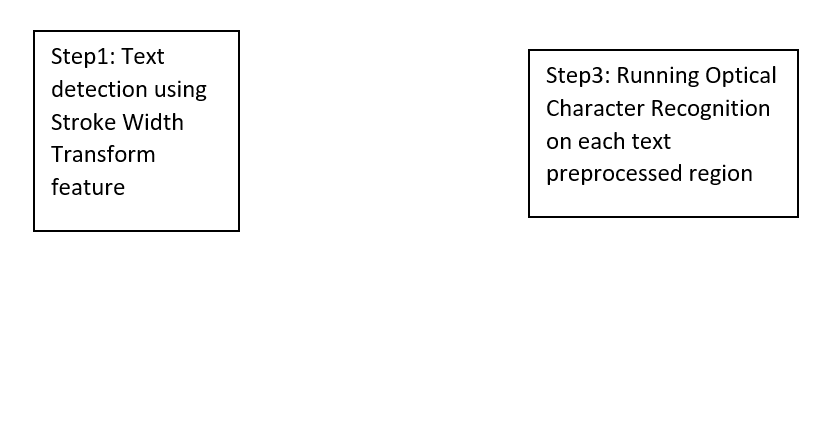 Step1: Text
detection using
Stroke Width
Transform
feature
Step3: Running Optical
Character Recognition
on each text
preprocessed region